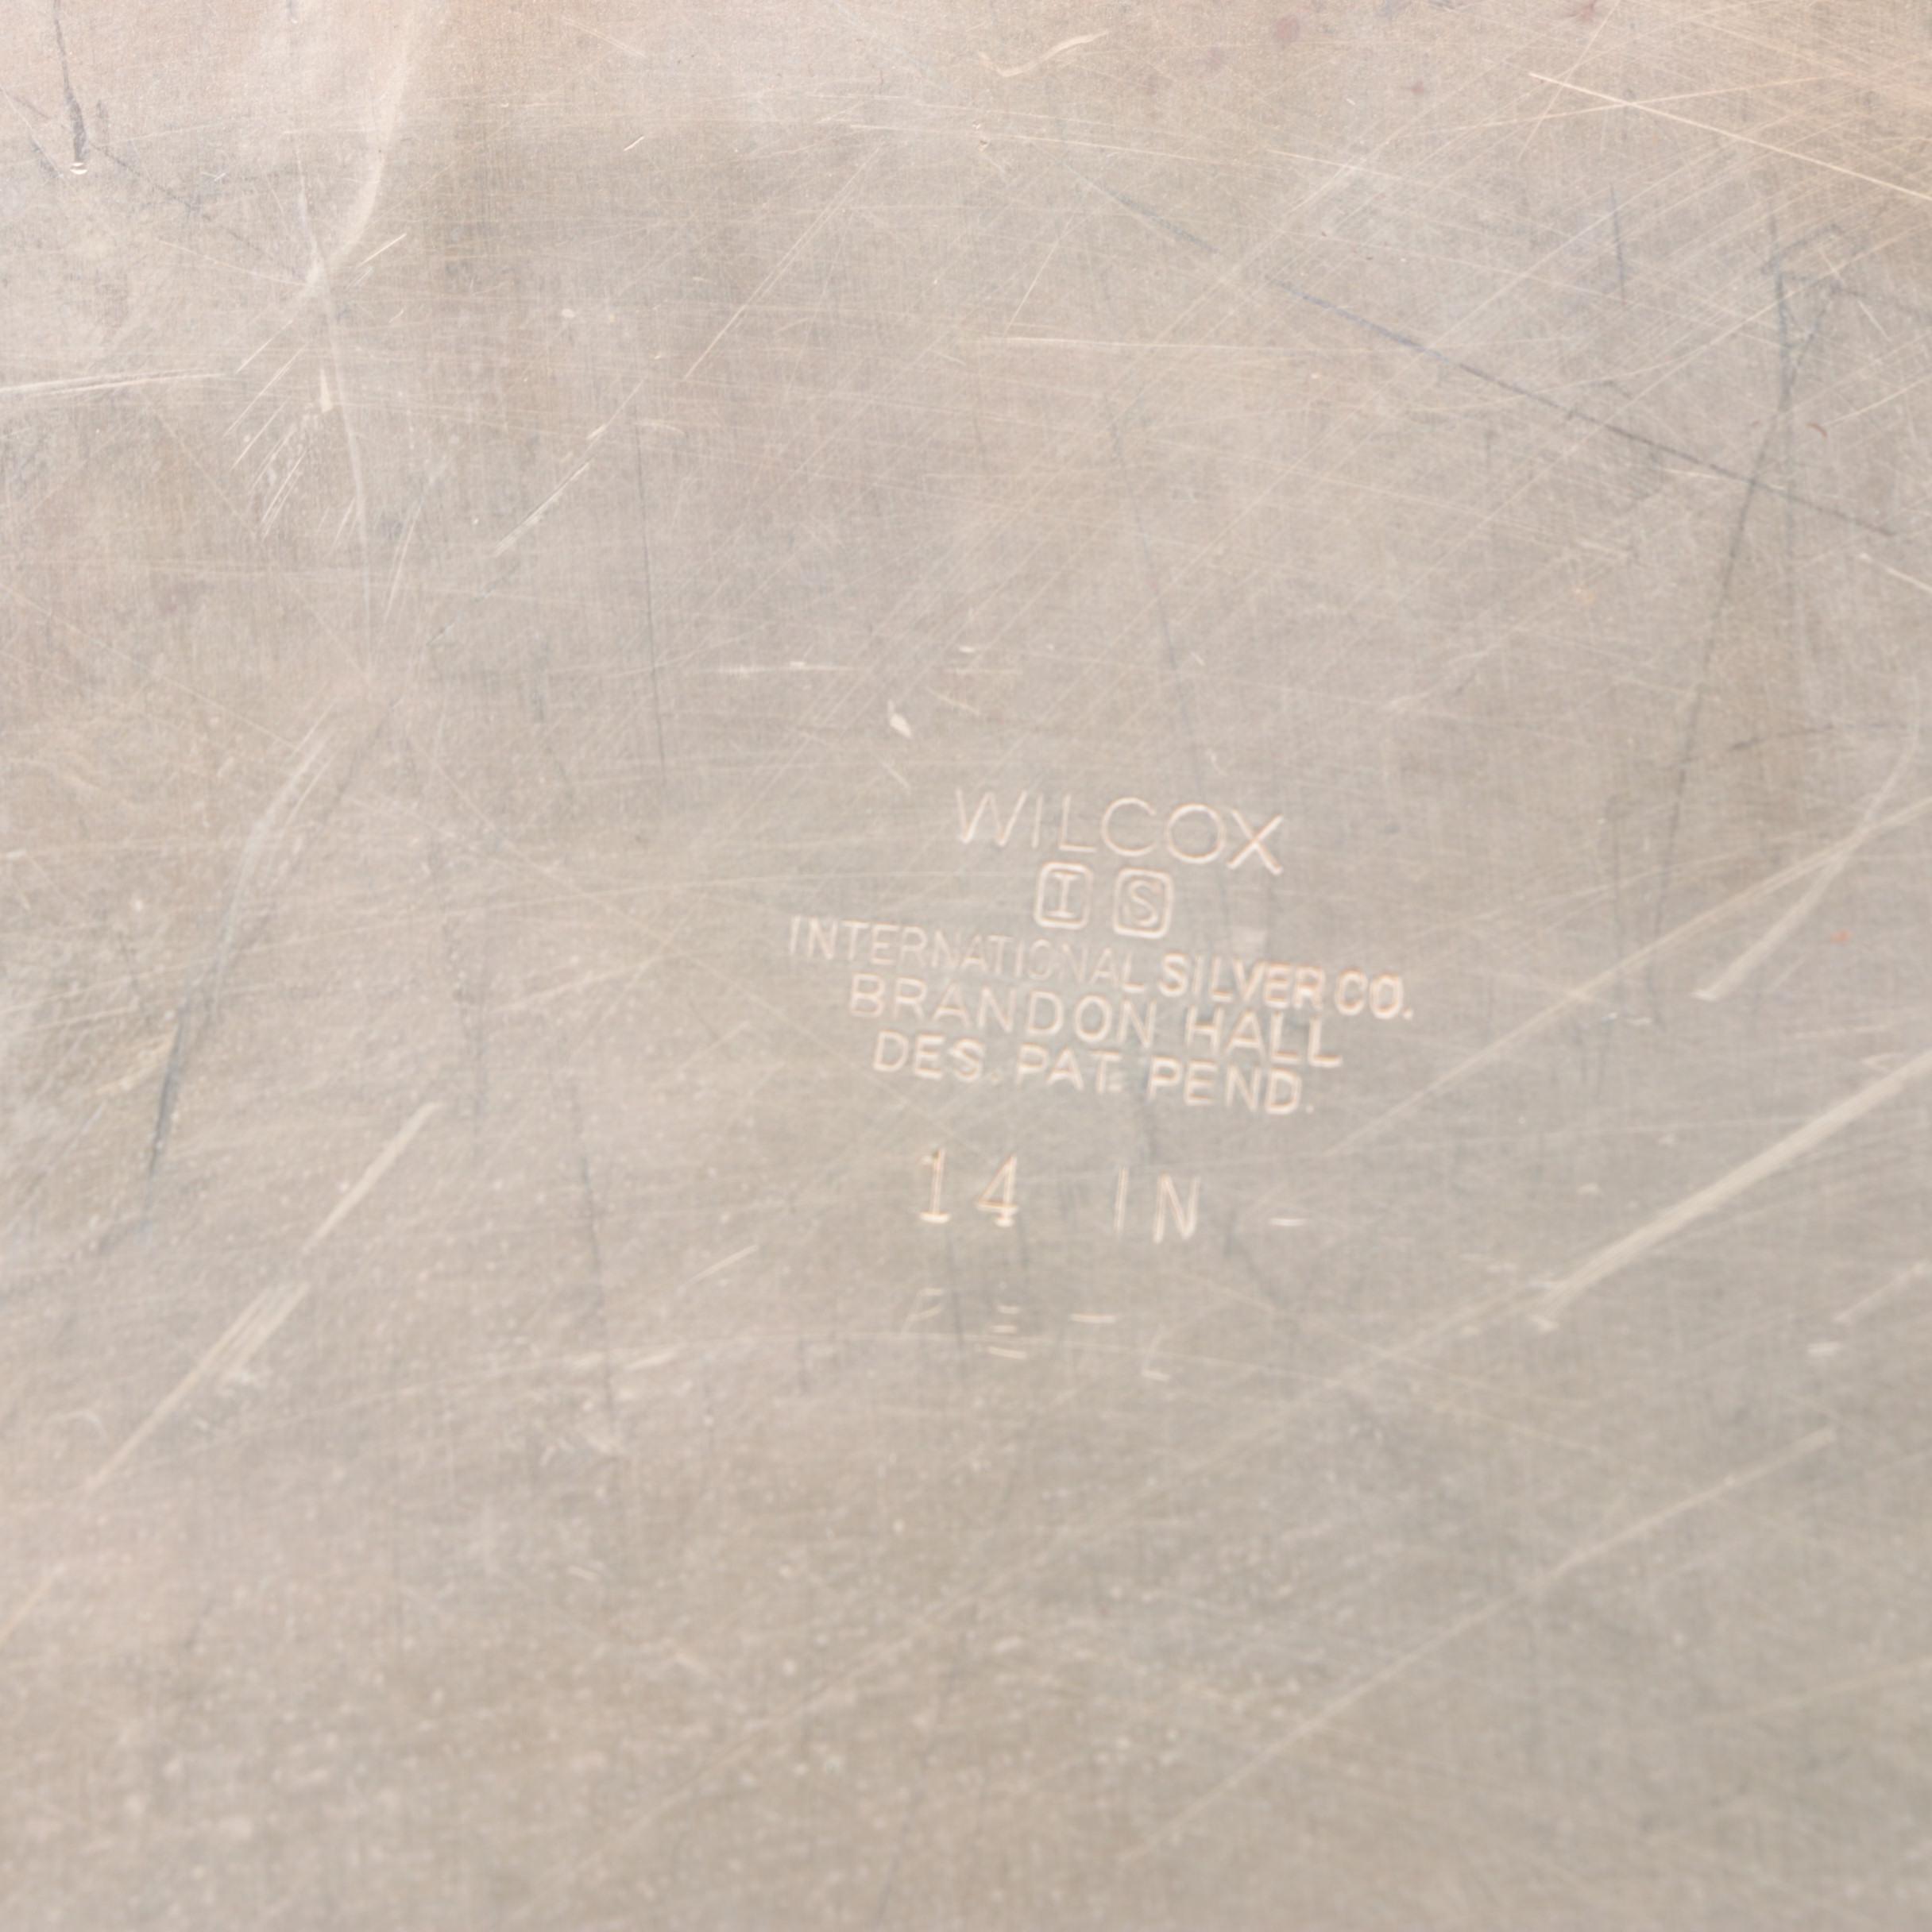 WILCOX
I S
INTERNATIONAL SILVER CO.
BRANDON HALL
DES. PAT. PEND.
14 IN